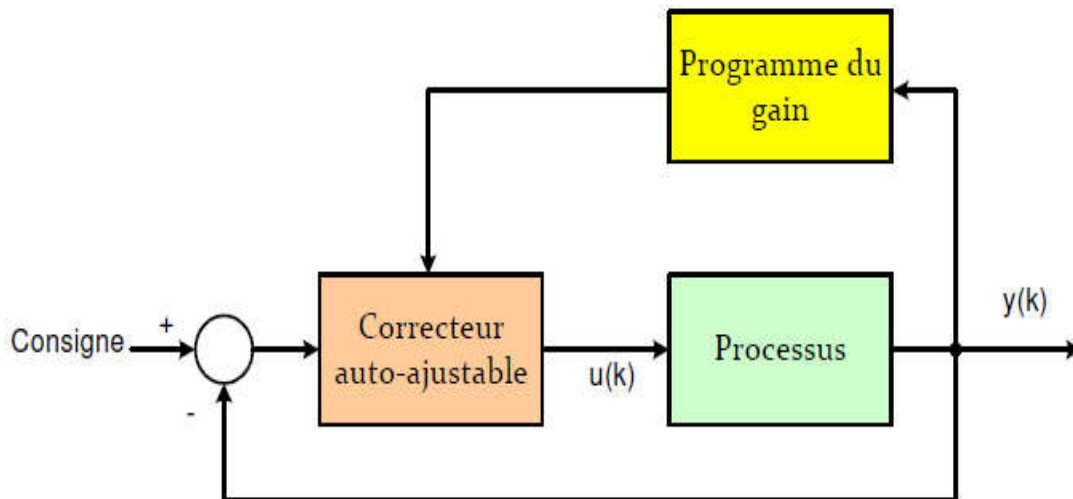 Programme du
gain
Consigne
+
-
Correcteur
auto-ajustable
u(k)
Processus
y(k)